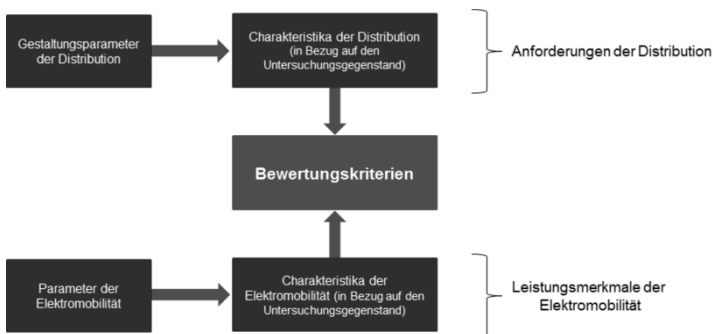 Gestaltungsparameter
der Distribution
Charakteristika der Distribution
(in Bezug auf den
Untersuchungsgegenstand)
Anforderungen der Distribution
Bewertungskriterien
Parameter der
Elektromobilität
Charakteristika der
Elektromobilität (in Bezug auf den
Untersuchungsgegenstand)
Leistungsmerkmale der
Elektromobilität